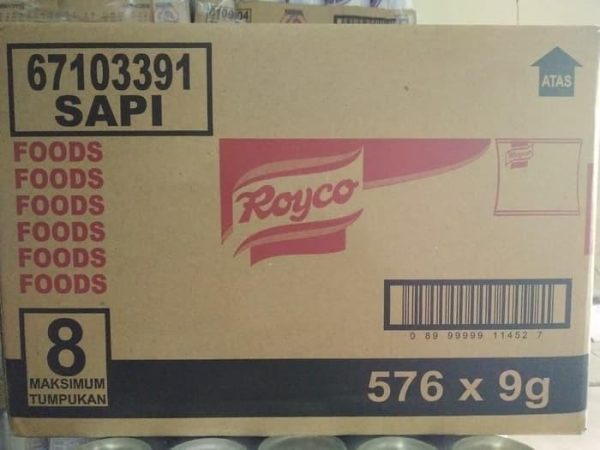 67103391
SAPI
ATAS
FOODS
FOODS
FOODS
FOODS
FOODS
FOODS
Royco
Royco
0 89 99999 11452 7
8
MAKSIMUM
TUMPUKAN
576 x 9g